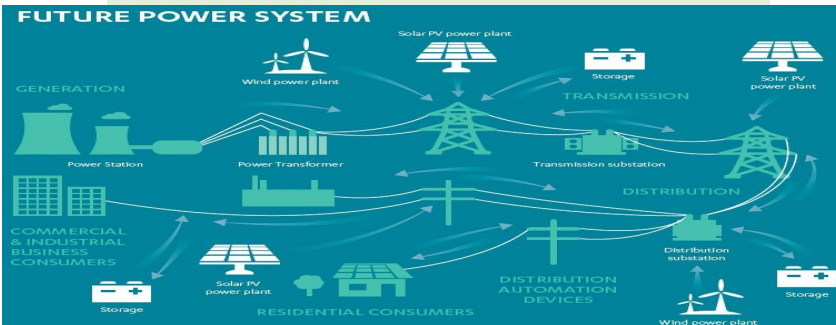 FUTURE POWER SYSTEM
Solar PV power plant
Wind power plant
Storage
Solar PV
power plant
GENERATION
TRANSMISSION
Power Station
Power Transformer
Transmission substation
DISTRIBUTION
COMMERCIAL
& INDUSTRIAL
BUSINESS
CONSUMERS
Distribution
substation
Solar PV
power plant
DISTRIBUTION
AUTOMATION
DEVICES
Storage
Storage
RESIDENTIAL CONSUMERS
Wind power plant